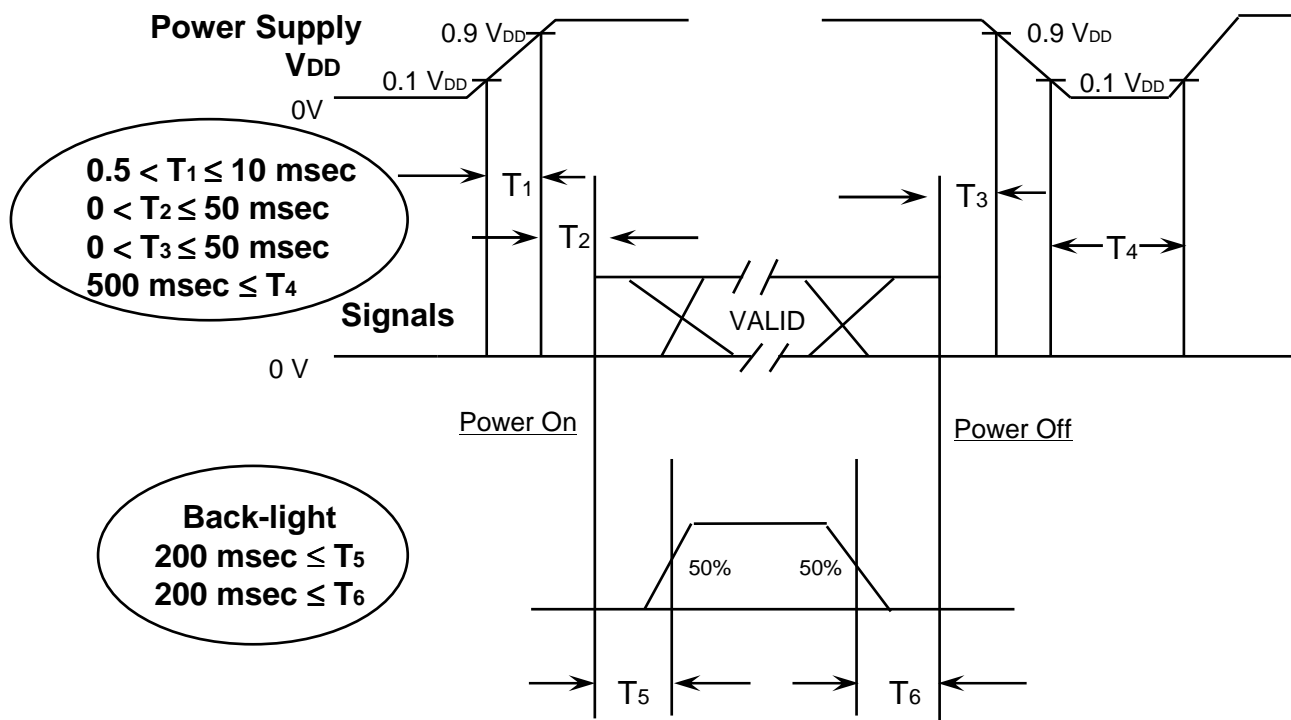 Power Supply
VDD
0.9 VDD
0.1 VDD
0V
0.9 VDD
0.1 VDD
0.5 < T1 ≤ 10 msec
0 < T2 ≤ 50 msec
0 < T3 ≤ 50 msec
500 msec ≤ T4
T1
T2
T3
T4
Signals
VALID
0 V
Power On
Power Off
Back-light
200 msec ≤ T5
200 msec ≤ T6
50%
50%
T5
T6